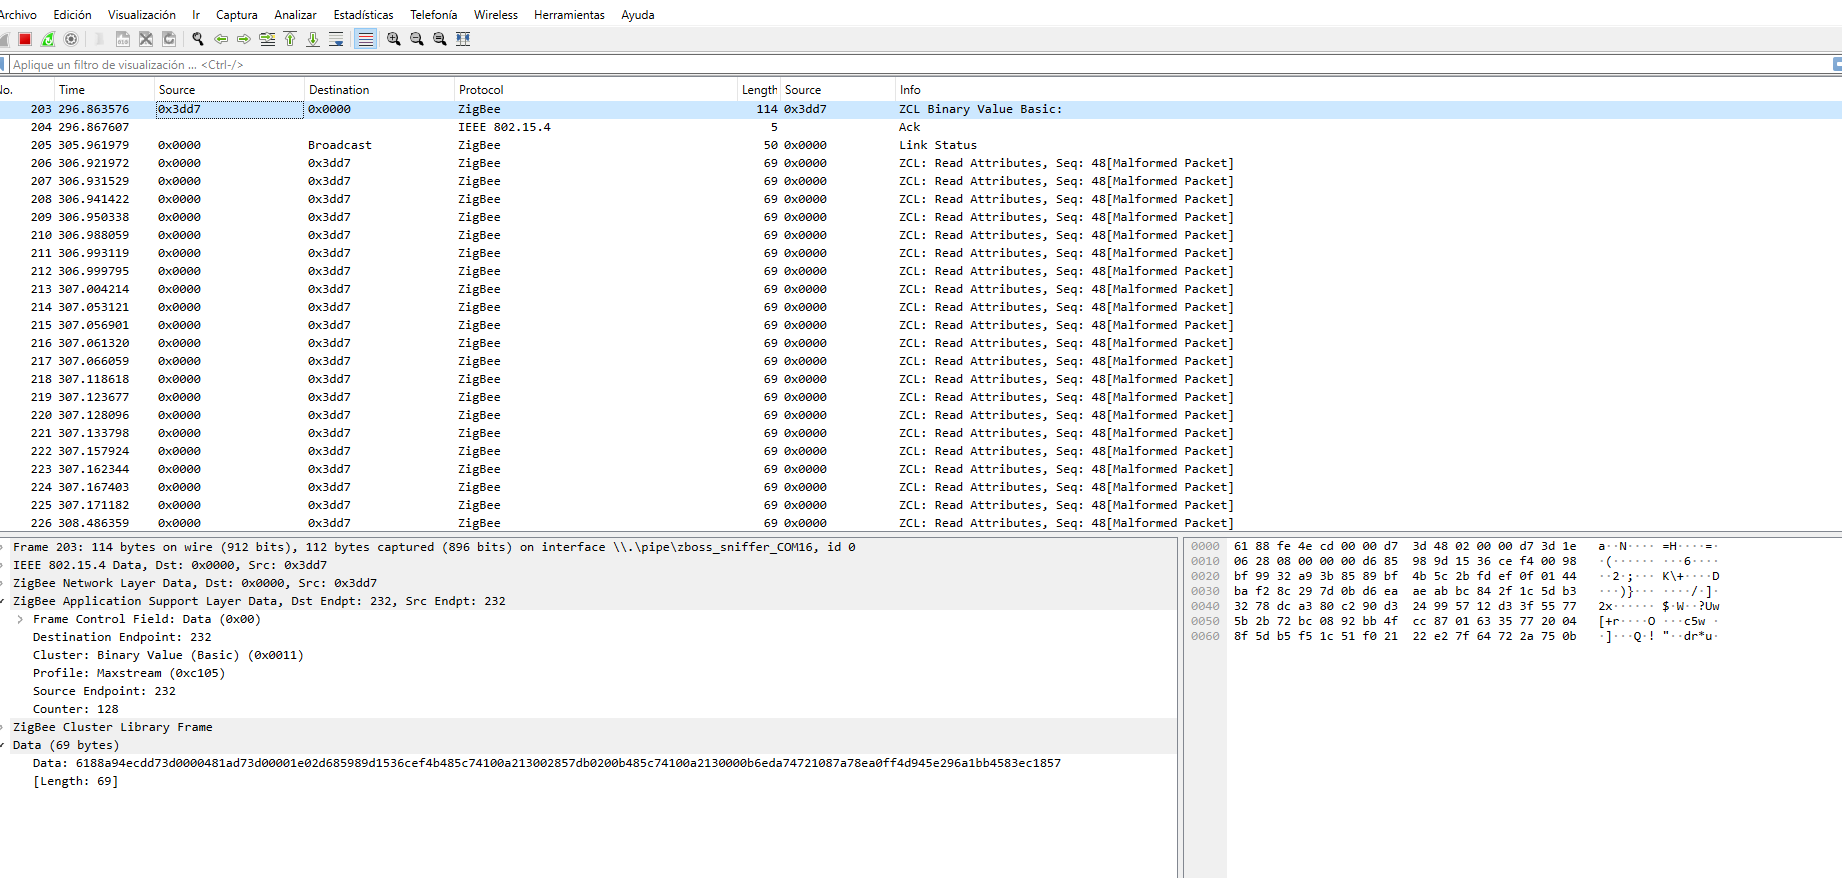 Archivo Edición Visualización Ir Captura Analizar Estadísticas Telefonía Wireless Herramientas Ayuda
Aplique un filtro de visualización ... <Ctrl-/>
No. Time Source Destination Protocol Length Source Info
203 296.863576 0x3dd7 0x0000 ZigBee 114 0x3dd7 ZCL Binary Value Basic:
204 296.867607 IEEE 802.15.4 5 Ack
205 305.961979 0x0000 Broadcast ZigBee 50 0x0000 Link Status
206 306.921972 0x0000 0x3dd7 ZigBee 69 0x0000 ZCL: Read Attributes, Seq: 48[Malformed Packet]
207 306.931529 0x0000 0x3dd7 ZigBee 69 0x0000 ZCL: Read Attributes, Seq: 48[Malformed Packet]
208 306.941422 0x0000 0x3dd7 ZigBee 69 0x0000 ZCL: Read Attributes, Seq: 48[Malformed Packet]
209 306.950338 0x0000 0x3dd7 ZigBee 69 0x0000 ZCL: Read Attributes, Seq: 48[Malformed Packet]
210 306.988059 0x0000 0x3dd7 ZigBee 69 0x0000 ZCL: Read Attributes, Seq: 48[Malformed Packet]
211 306.993119 0x0000 0x3dd7 ZigBee 69 0x0000 ZCL: Read Attributes, Seq: 48[Malformed Packet]
212 306.999795 0x0000 0x3dd7 ZigBee 69 0x0000 ZCL: Read Attributes, Seq: 48[Malformed Packet]
213 307.004214 0x0000 0x3dd7 ZigBee 69 0x0000 ZCL: Read Attributes, Seq: 48[Malformed Packet]
214 307.053121 0x0000 0x3dd7 ZigBee 69 0x0000 ZCL: Read Attributes, Seq: 48[Malformed Packet]
215 307.056901 0x0000 0x3dd7 ZigBee 69 0x0000 ZCL: Read Attributes, Seq: 48[Malformed Packet]
216 307.061320 0x0000 0x3dd7 ZigBee 69 0x0000 ZCL: Read Attributes, Seq: 48[Malformed Packet]
217 307.066059 0x0000 0x3dd7 ZigBee 69 0x0000 ZCL: Read Attributes, Seq: 48[Malformed Packet]
218 307.118618 0x0000 0x3dd7 ZigBee 69 0x0000 ZCL: Read Attributes, Seq: 48[Malformed Packet]
219 307.123677 0x0000 0x3dd7 ZigBee 69 0x0000 ZCL: Read Attributes, Seq: 48[Malformed Packet]
220 307.128096 0x0000 0x3dd7 ZigBee 69 0x0000 ZCL: Read Attributes, Seq: 48[Malformed Packet]
221 307.133798 0x0000 0x3dd7 ZigBee 69 0x0000 ZCL: Read Attributes, Seq: 48[Malformed Packet]
222 307.157924 0x0000 0x3dd7 ZigBee 69 0x0000 ZCL: Read Attributes, Seq: 48[Malformed Packet]
223 307.162344 0x0000 0x3dd7 ZigBee 69 0x0000 ZCL: Read Attributes, Seq: 48[Malformed Packet]
224 307.167403 0x0000 0x3dd7 ZigBee 69 0x0000 ZCL: Read Attributes, Seq: 48[Malformed Packet]
225 307.171182 0x0000 0x3dd7 ZigBee 69 0x0000 ZCL: Read Attributes, Seq: 48[Malformed Packet]
226 308.486359 0x0000 0x3dd7 ZigBee 69 0x0000 ZCL: Read Attributes, Seq: 48[Malformed Packet]
Frame 203: 114 bytes on wire (912 bits), 112 bytes captured (896 bits) on interface \\.\pipe\zboss_sniffer_COM16, id 0
IEEE 802.15.4 Data, Dst: 0x0000, Src: 0x3dd7
ZigBee Network Layer Data, Dst: 0x0000, Src: 0x3dd7
ZigBee Application Support Layer Data, Dst Endpt: 232, Src Endpt: 232
Frame Control Field: Data (0x00)
Destination Endpoint: 232
Cluster: Binary Value (Basic) (0x0011)
Profile: Maxstream (0xc105)
Source Endpoint: 232
Counter: 128
ZigBee Cluster Library Frame
Data (69 bytes)
Data: 6188a94ecdd73d0000481ad73d00001e02d685989d1536cef4b485c74100a213002857db0200b485c74100a2130000b6eda74721087a78ea0ff4d945e296a1bb4583ec1857
[Length: 69]
0000 61 88 fe 4e cd 00 00 d7 3d 48 02 00 00 d7 3d 1e a··N···· =H····=·
0010 06 28 08 00 00 00 d6 85 98 9d 15 36 ce f4 00 98 ·(······ ···6····
0020 bf 99 32 a9 3b 85 89 bf 4b 5c 2b fd ef 0f 01 44 ··2·;··· K\+····D
0030 ba f2 8c 29 7d 0b d6 ea ae ab bc 84 2f 1c 5d b3 ···)}··· ····/·]·
0040 32 78 dc a3 80 c2 90 d3 24 99 57 12 d3 3f 55 77 2x······ $·W··?Uw
0050 5b 2b 72 bc 08 92 bb 4f cc 87 01 63 35 77 20 04 [+r····O ···c5w ·
0060 8f 5d b5 f5 1c 51 f0 21 22 e2 7f 64 72 2a 75 0b ·]···Q·! "··dr*u·